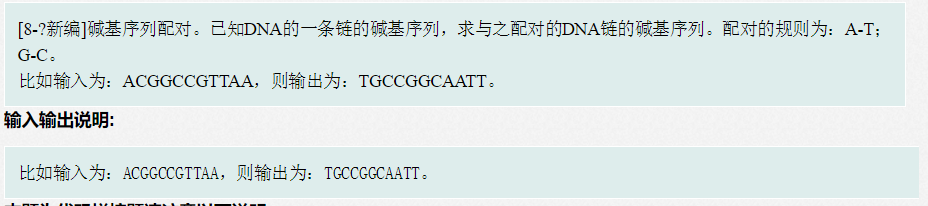 [8-?新编]碱基序列配对。已知DNA的一条链的碱基序列，求与之配对的DNA链的碱基序列。配对的规则为：A-T；
G-C。
比如输入为：ACGGCCGTTAA，则输出为：TGCCGGCAATT。
输入输出说明:
比如输入为：ACGGCCGTTAA，则输出为：TGCCGGCAATT。